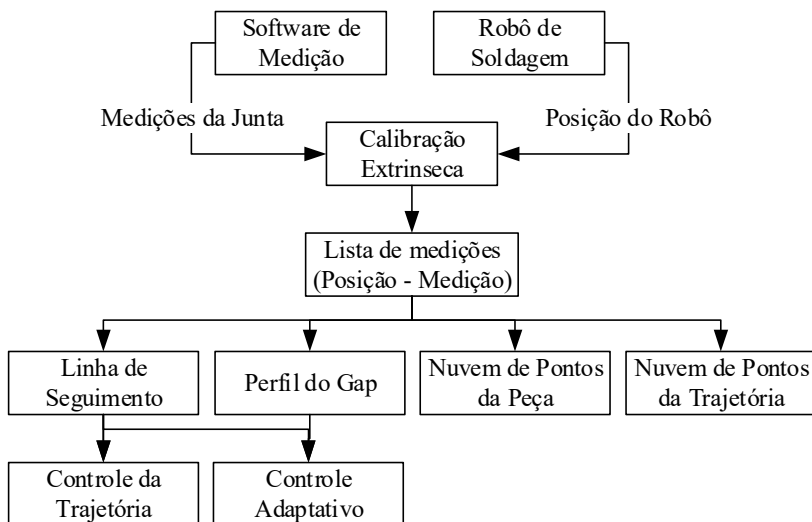 Software de
Medição
Robô de
Soldagem
Medições da Junta
Posição do Robô
Calibração
Extrinseca
Lista de medições
(Posição - Medição)
Linha de
Seguimento
Perfil do Gap
Nuvem de Pontos
da Peça
Nuvem de Pontos
da Trajetória
Controle da
Trajetória
Controle
Adaptativo